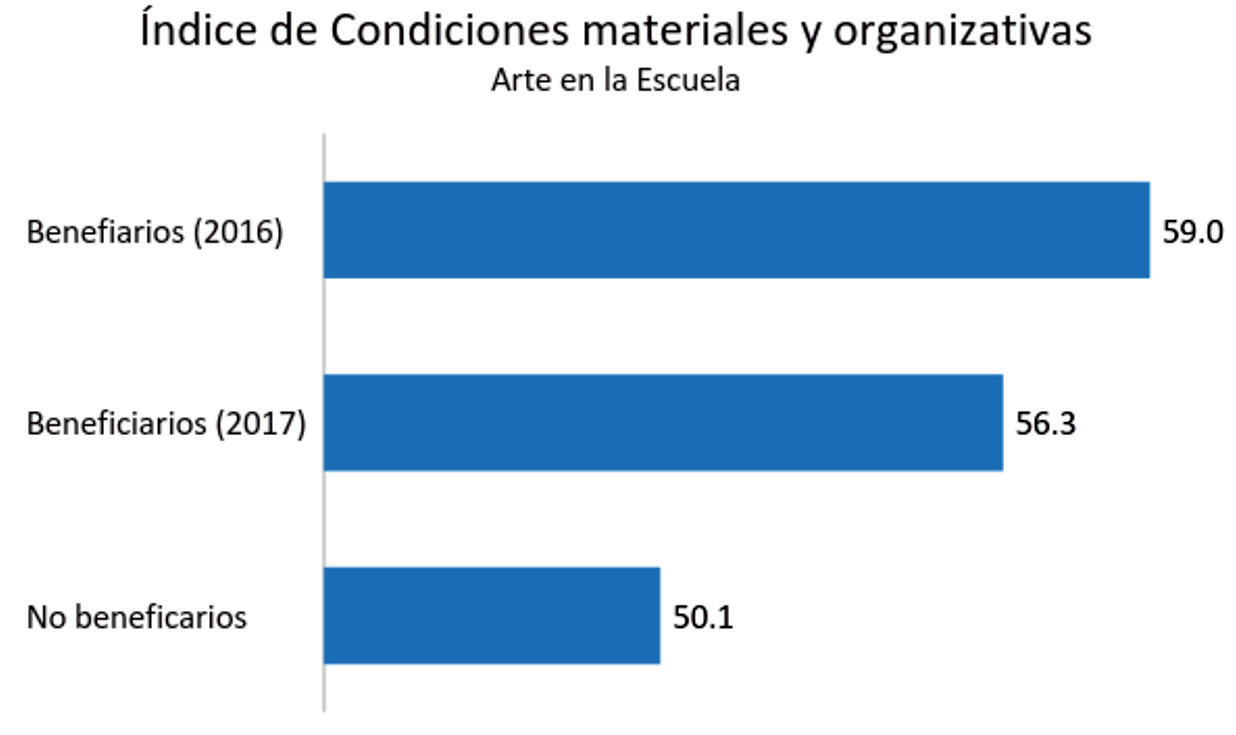 Índice de Condiciones materiales y organizativas
Arte en la Escuela
Benefiarios (2016)
59.0
Beneficiarios (2017)
56.3
No beneficarios
50.1